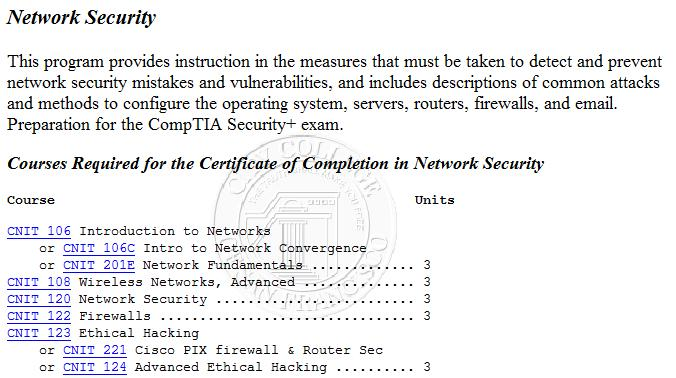 Network Security
This program provides instruction in the measures that must be taken to detect and prevent
network security mistakes and vulnerabilities, and includes descriptions of common attacks
and methods to configure the operating system, servers, routers, firewalls, and email.
Preparation for the CompTIA Security+ exam.
Courses Required for the Certificate of Completion in Network Security
Course Units
CNIT 106 Introduction to Networks
or CNIT 106C Intro to Network Convergence
or CNIT 201E Network Fundamentals ............. 3
CNIT 108 Wireless Networks, Advanced .............. 3
CNIT 120 Network Security ......................... 3
CNIT 122 Firewalls ................................ 3
CNIT 123 Ethical Hacking
or CNIT 221 Cisco PIX firewall & Router Sec
or CNIT 124 Advanced Ethical Hacking .......... 3